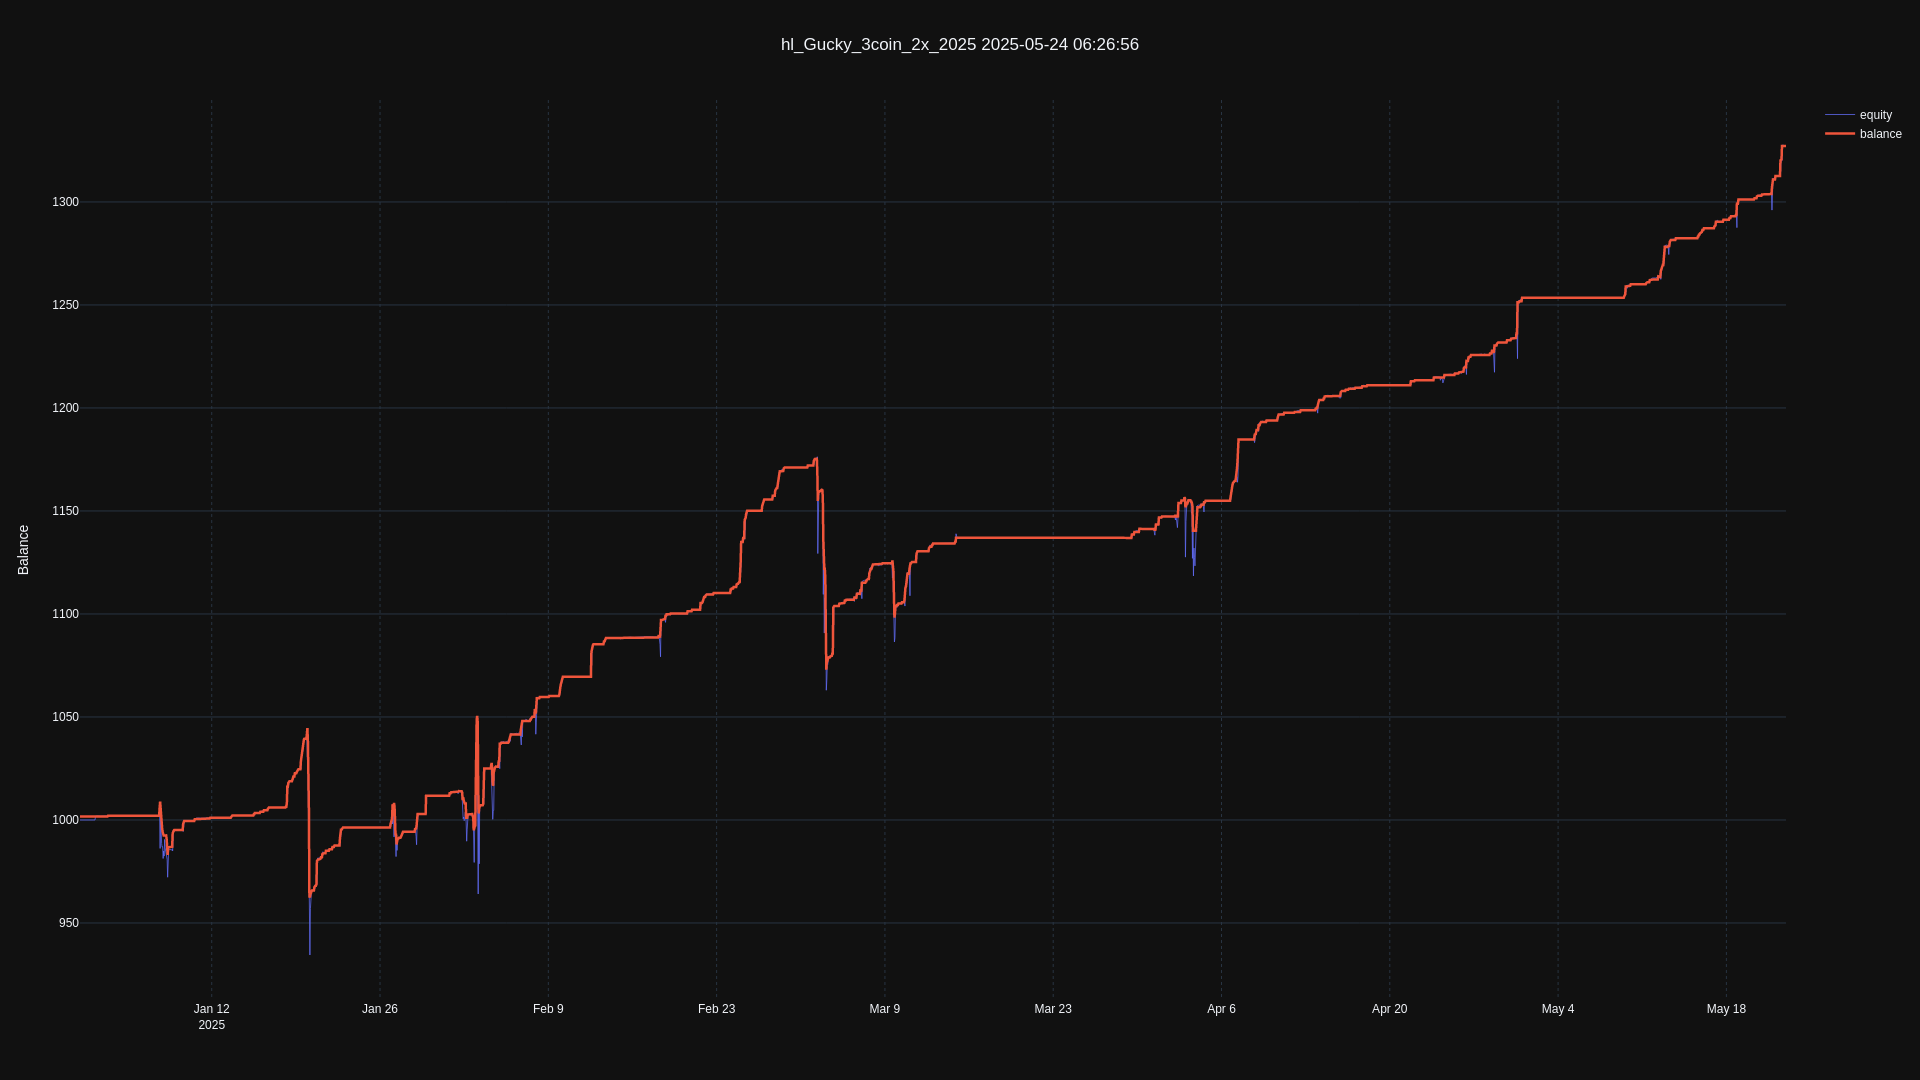 hl_Gucky_3coin_2x_2025 2025-05-24 06:26:56
equity
balance
Balance
1300
1250
1200
1150
1100
1050
1000
950
Jan 12
2025
Jan 26
Feb 9
Feb 23
Mar 9
Mar 23
Apr 6
Apr 20
May 4
May 18